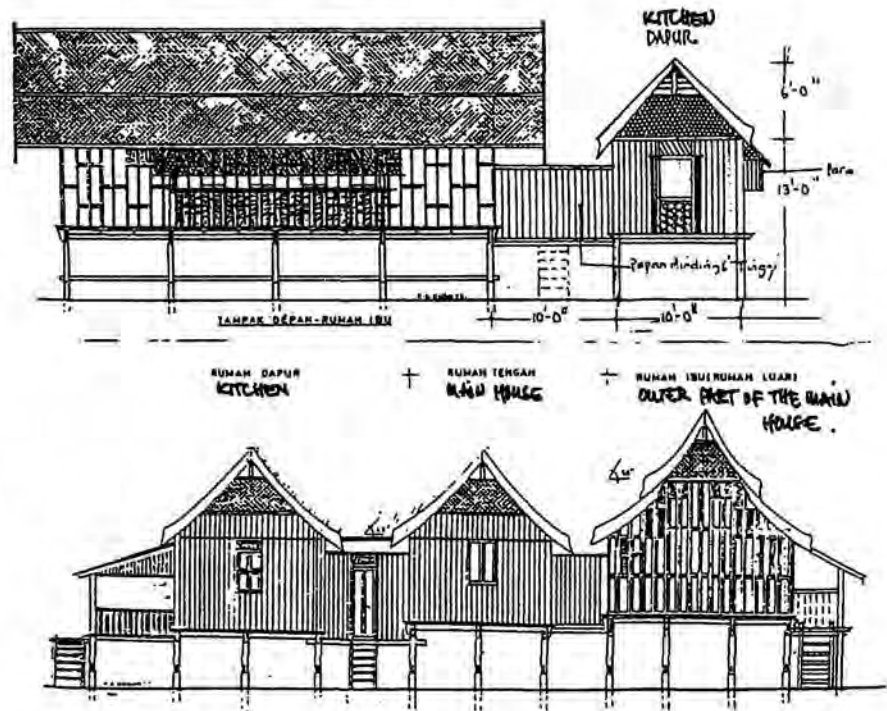 KITCHEN
DAPUR
6'-0"
Para
13'-0"
Papan dinding 6' Tinggi
TAMPAK DEPAN-RUMAH IBU
10'-0"
10'-0"
RUMAH DAPUR
KITCHEN
RUMAH TENGAH
MAIN HOUSE
RUMAH IBU(RUMAH LUAR)
OUTER PART OF THE MAIN
HOUSE.